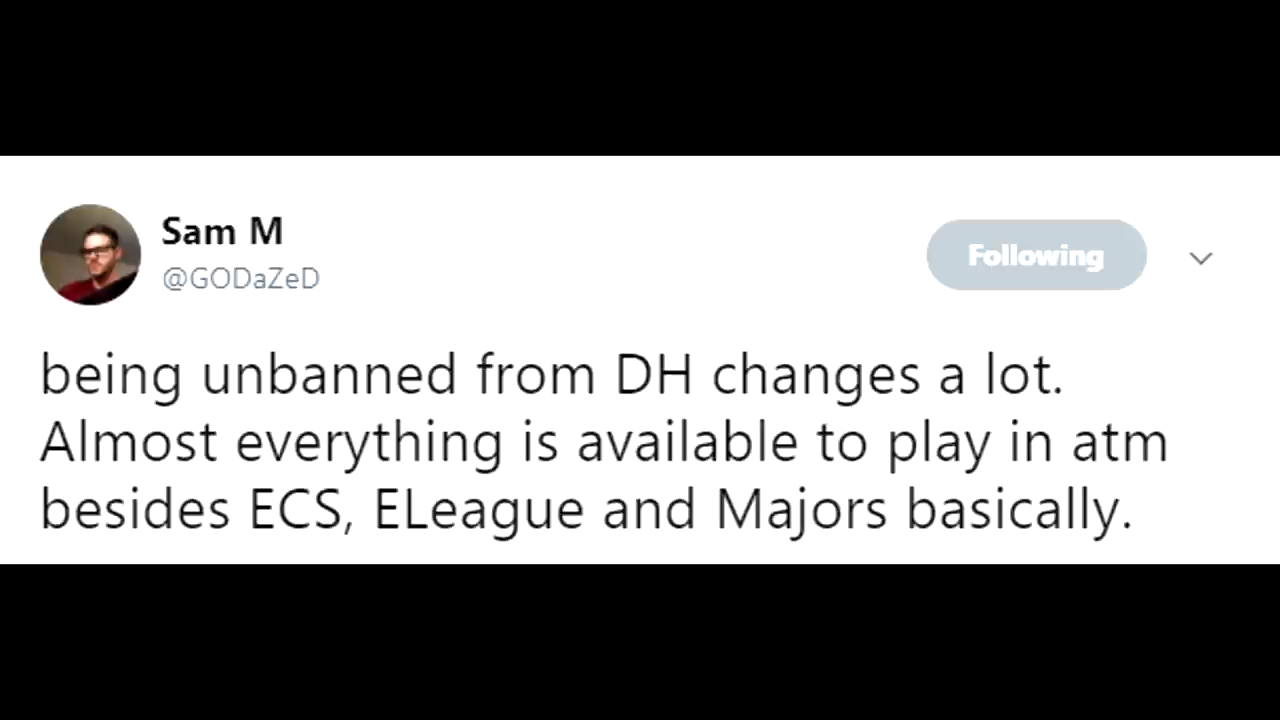 Sam M
@GODaZeD
Following
being unbanned from DH changes a lot.
Almost everything is available to play in atm
besides ECS, ELeague and Majors basically.